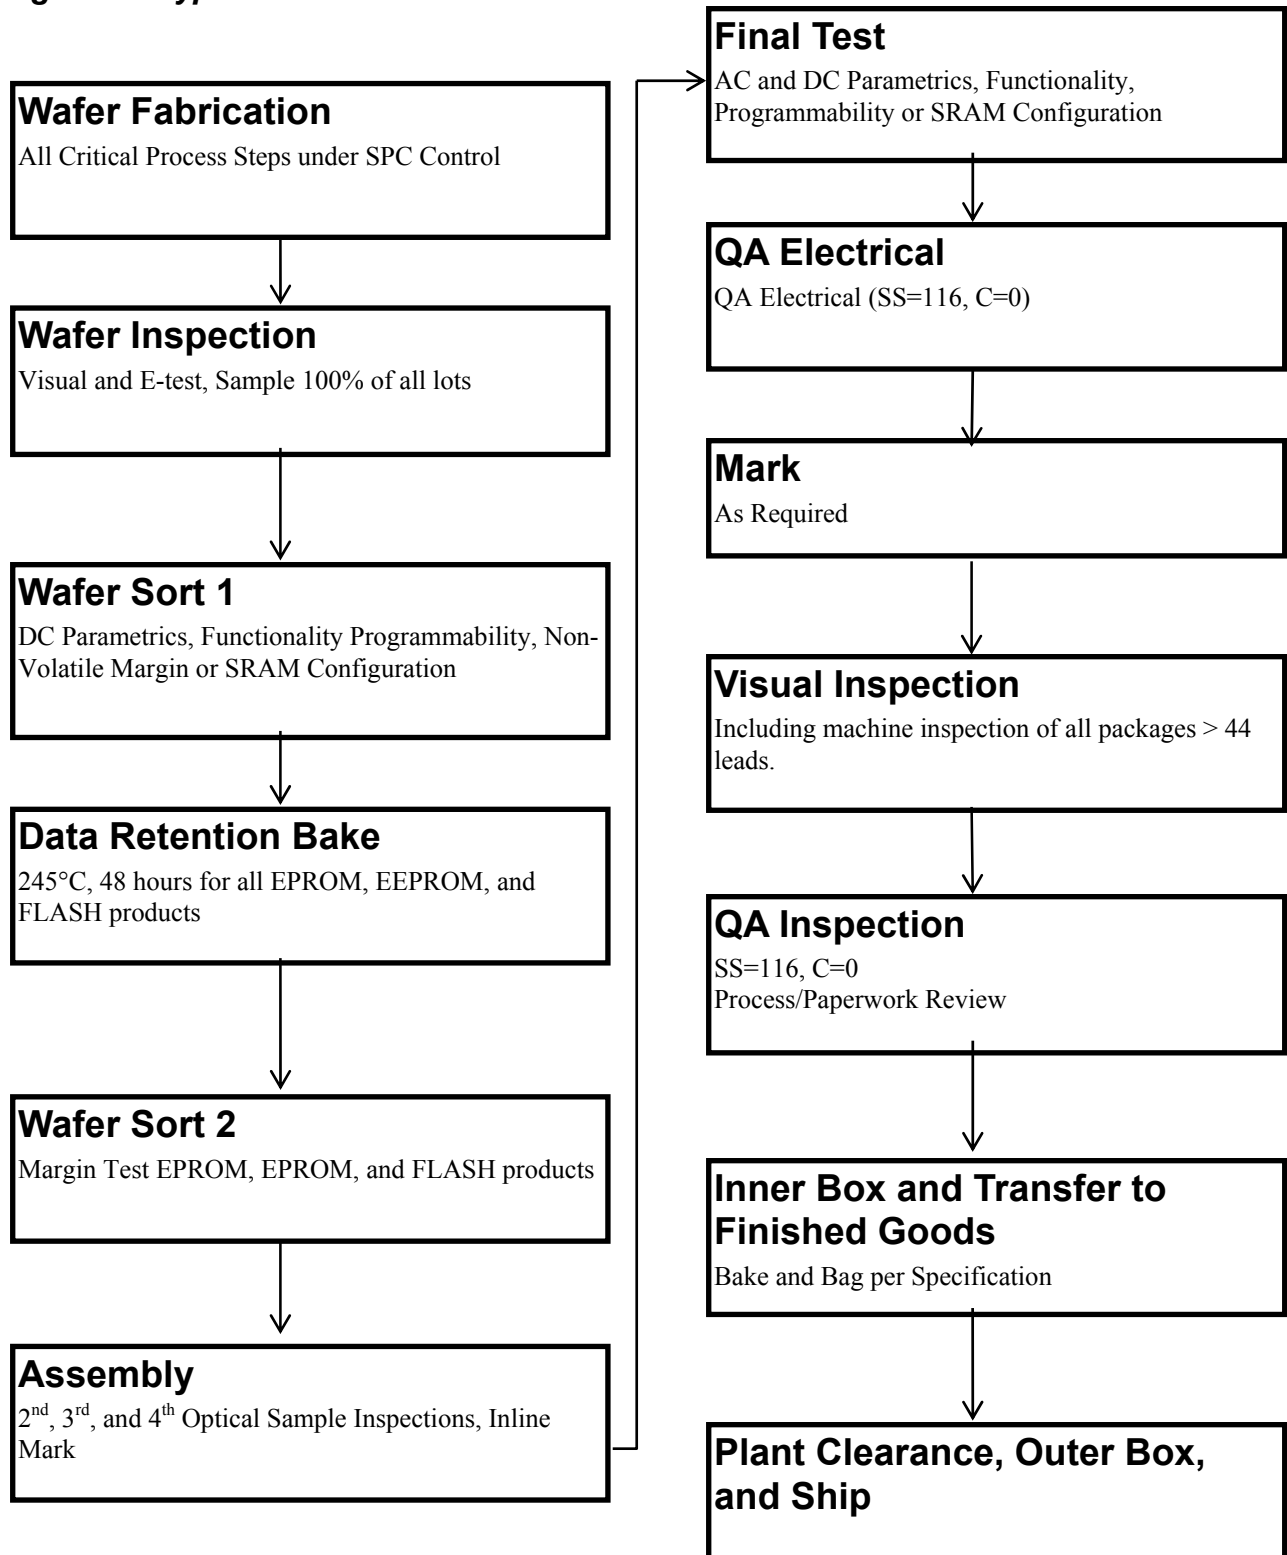 Wafer Fabrication
All Critical Process Steps under SPC Control
Wafer Inspection
Visual and E-test, Sample 100% of all lots
Wafer Sort 1
DC Parametrics, Functionality Programmability, Non-
Volatile Margin or SRAM Configuration
Data Retention Bake
245°C, 48 hours for all EPROM, EEPROM, and
FLASH products
Wafer Sort 2
Margin Test EPROM, EPROM, and FLASH products
Assembly
2nd, 3rd, and 4th Optical Sample Inspections, Inline
Mark
Final Test
AC and DC Parametrics, Functionality,
Programmability or SRAM Configuration
QA Electrical
QA Electrical (SS=116, C=0)
Mark
As Required
Visual Inspection
Including machine inspection of all packages > 44
leads.
QA Inspection
SS=116, C=0
Process/Paperwork Review
Inner Box and Transfer to
Finished Goods
Bake and Bag per Specification
Plant Clearance, Outer Box,
and Ship